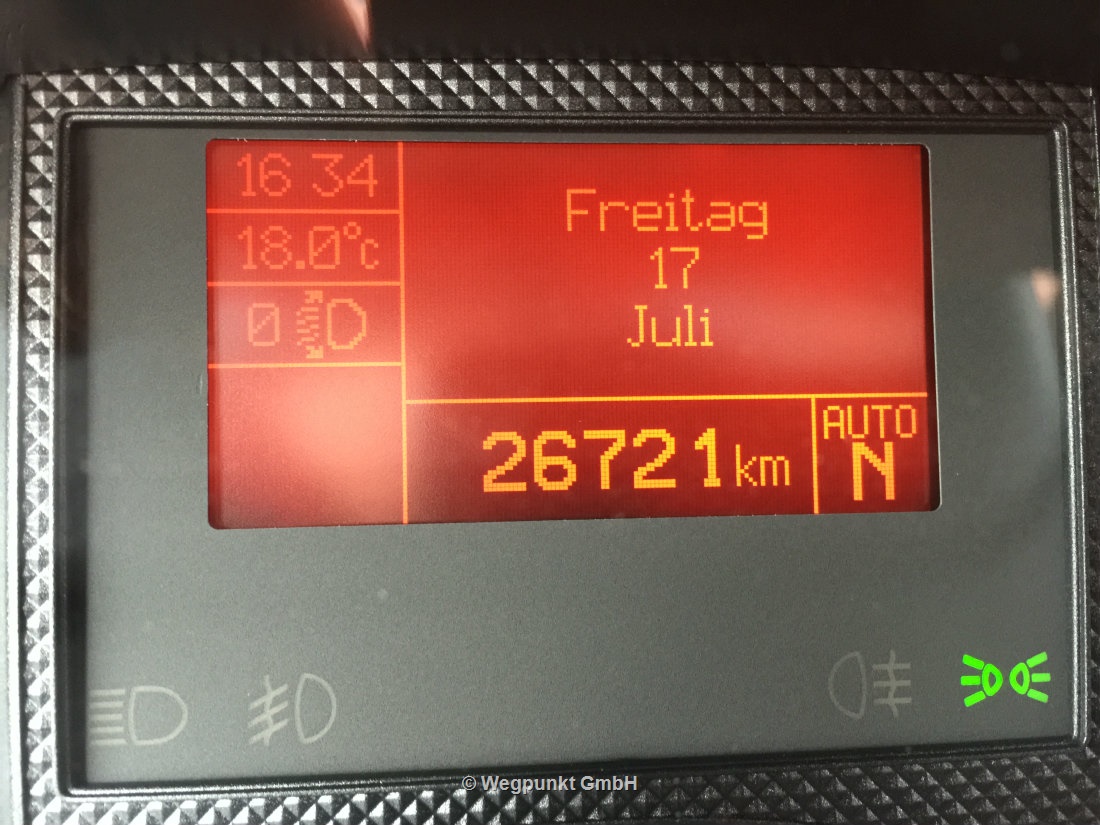 16 34
18.0°C
0
Freitag
17
Juli
26721 km
AUTO
N
© Wegpunkt GmbH